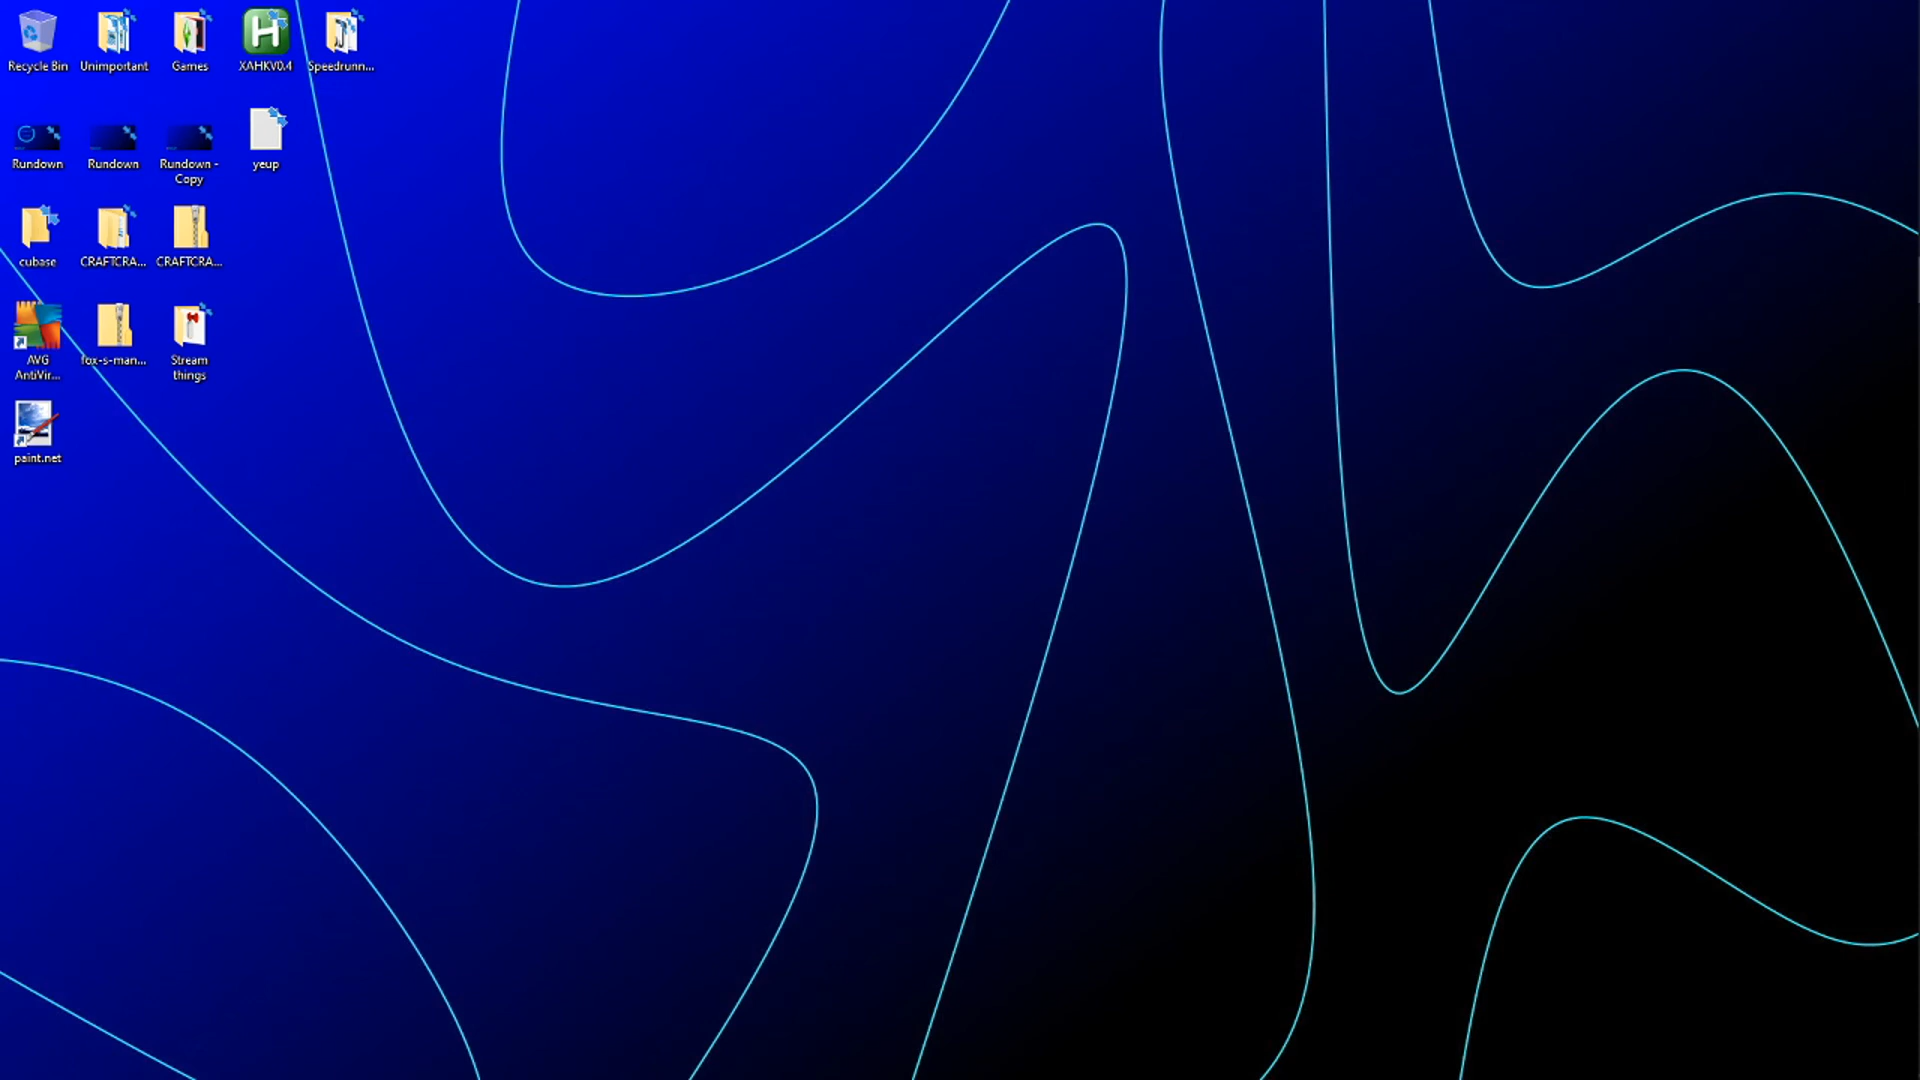 Recycle Bin
Unimportant
Games
XAHKV0.4
Speedrunn...
Rundown
Rundown
Rundown -
Copy
yeup
cubase
CRAFTCRA...
CRAFTCRA...
AVG
AntiVir...
fox-s-man...
Stream
things
paint.net